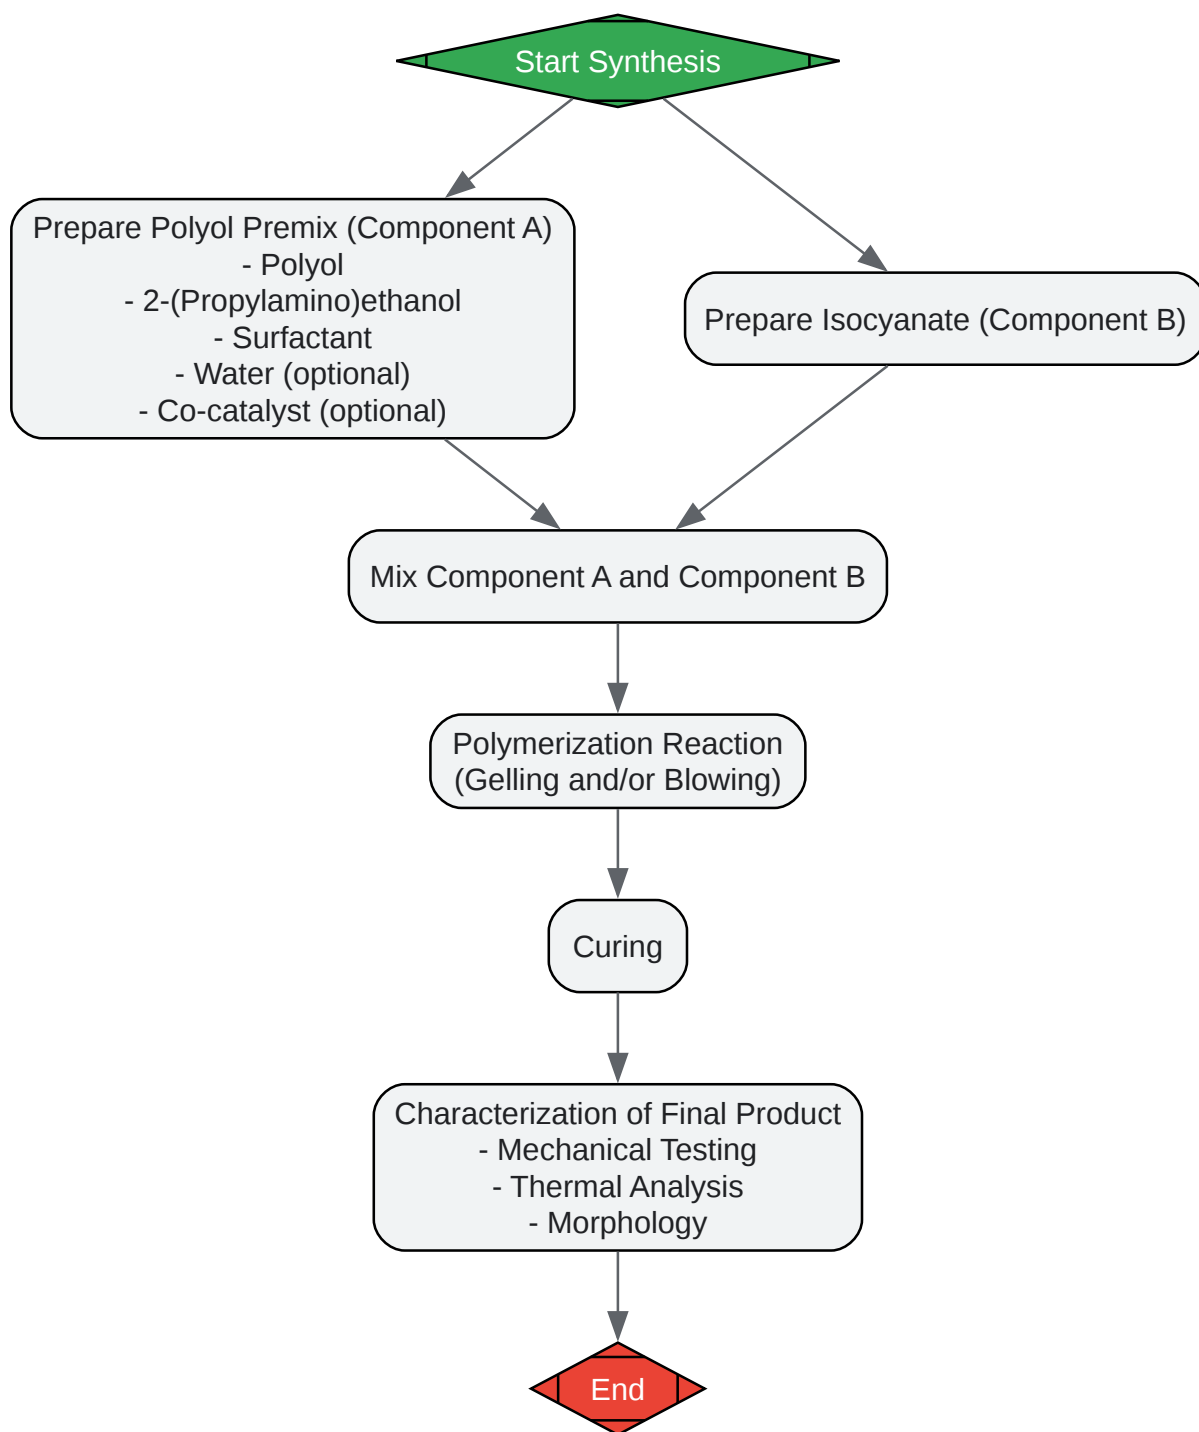 Start Synthesis
Prepare Polyol Premix (Component A)
- Polyol
- 2-(Propylamino)ethanol
- Surfactant
- Water (optional)
- Co-catalyst (optional)
Prepare Isocyanate (Component B)
Mix Component A and Component B
Polymerization Reaction
(Gelling and/or Blowing)
Curing
Characterization of Final Product
- Mechanical Testing
- Thermal Analysis
- Morphology
End